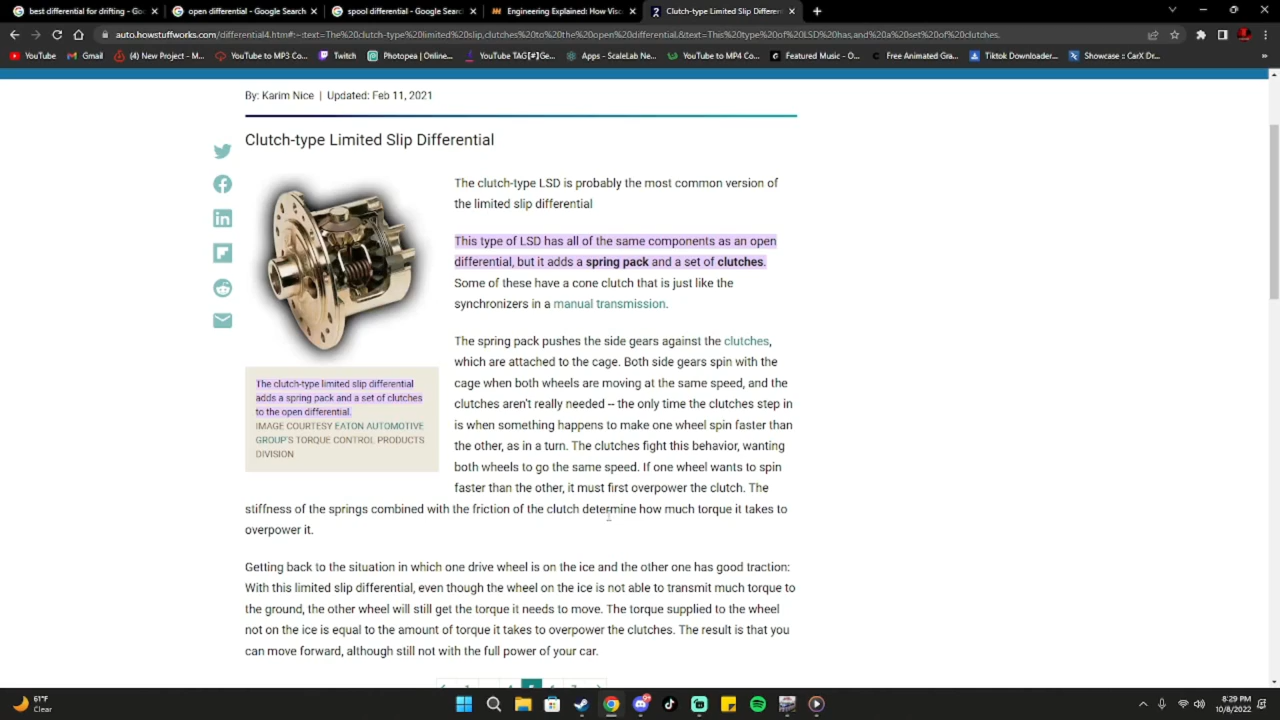 best differential for drifting - Goo
open differential - Google Search
spool differential - Google Searc
Engineering Explained: How Visc
Clutch-type Limited Slip Differen
auto.howstuffworks.com/differential4.htm#:~:text=The%20clutch-type%20limited%20slip,clutches%20to%20the%20open%20differential.&text=This%20type%20of%20LSD%20has,and%20a%20set%20of%20clutches.
YouTube
Gmail
(4) New Project - M...
YouTube to MP3 Co...
Twitch
Photopea | Online...
YouTube TAG[#]Ge...
Apps - ScaleLab Ne...
YouTube to MP4 Co...
Featured Music - O...
Free Animated Gra...
Tiktok Downloader...
Showcase :: CarX Dr...
By: Karim Nice | Updated: Feb 11, 2021
Clutch-type Limited Slip Differential
The clutch-type LSD is probably the most common version of
the limited slip differential
This type of LSD has all of the same components as an open
differential, but it adds a spring pack and a set of clutches.
Some of these have a cone clutch that is just like the
synchronizers in a manual transmission.
The spring pack pushes the side gears against the clutches,
which are attached to the cage. Both side gears spin with the
cage when both wheels are moving at the same speed, and the
clutches aren't really needed -- the only time the clutches step in
is when something happens to make one wheel spin faster than
the other, as in a turn. The clutches fight this behavior, wanting
both wheels to go the same speed. If one wheel wants to spin
faster than the other, it must first overpower the clutch. The
stiffness of the springs combined with the friction of the clutch determine how much torque it takes to
overpower it.
The clutch-type limited slip differential
adds a spring pack and a set of clutches
to the open differential.
IMAGE COURTESY EATON AUTOMOTIVE
GROUP'S TORQUE CONTROL PRODUCTS
DIVISION
Getting back to the situation in which one drive wheel is on the ice and the other one has good traction:
With this limited slip differential, even though the wheel on the ice is not able to transmit much torque to
the ground, the other wheel will still get the torque it needs to move. The torque supplied to the wheel
not on the ice is equal to the amount of torque it takes to overpower the clutches. The result is that you
can move forward, although still not with the full power of your car.
61°F
Clear
8:29 PM
10/8/2022